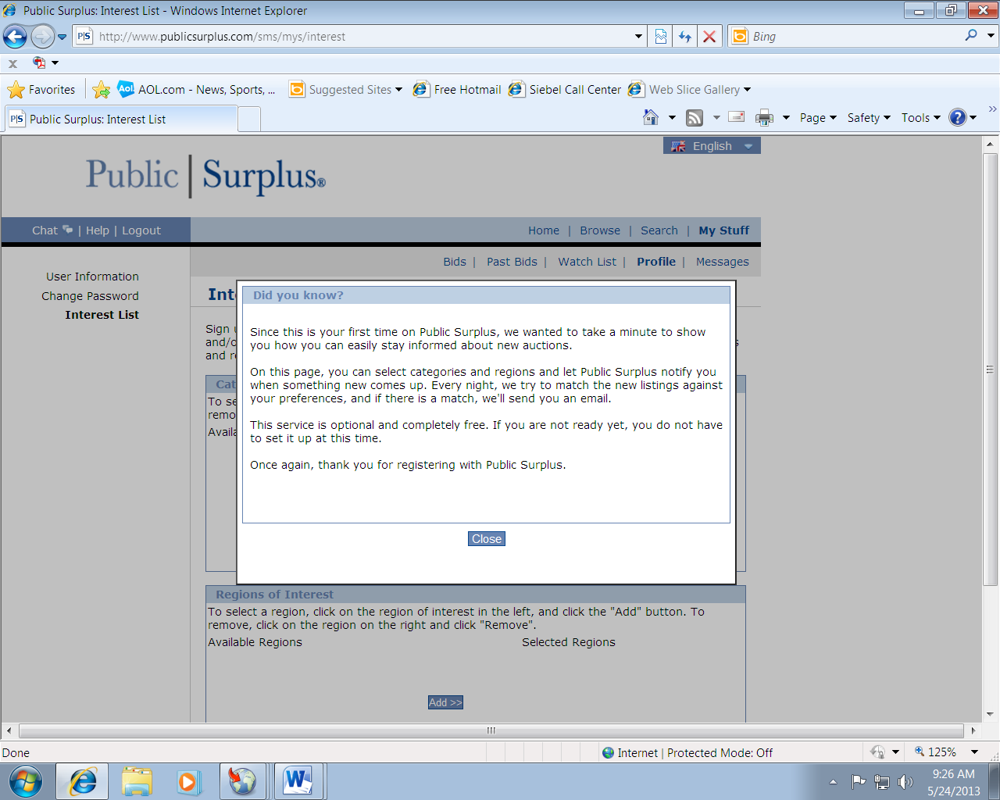 Public Surplus: Interest List - Windows Internet Explorer
P|S http://www.publicsurplus.com/sms/mys/interest
Bing
x
Favorites Aol AOL.com - News, Sports, ... Suggested Sites Free Hotmail Siebel Call Center Web Slice Gallery
P|S Public Surplus: Interest List
Page Safety Tools ? »
English
Public | Surplus®
Chat | Help | Logout
Home | Browse | Search | My Stuff
Bids | Past Bids | Watch List | Profile | Messages
User Information
Change Password
Interest List
Int
Sign
and/o
and re
Cat
To se
remo
Availa
Did you know?
Since this is your first time on Public Surplus, we wanted to take a minute to show
you how you can easily stay informed about new auctions.
On this page, you can select categories and regions and let Public Surplus notify you
when something new comes up. Every night, we try to match the new listings against
your preferences, and if there is a match, we'll send you an email.
This service is optional and completely free. If you are not ready yet, you do not have
to set it up at this time.
Once again, thank you for registering with Public Surplus.
Close
Regions of Interest
To select a region, click on the region of interest in the left, and click the "Add" button. To
remove, click on the region on the right and click "Remove".
Available Regions Selected Regions
Add >>
Done Internet | Protected Mode: Off 125%
W
9:26 AM
5/24/2013